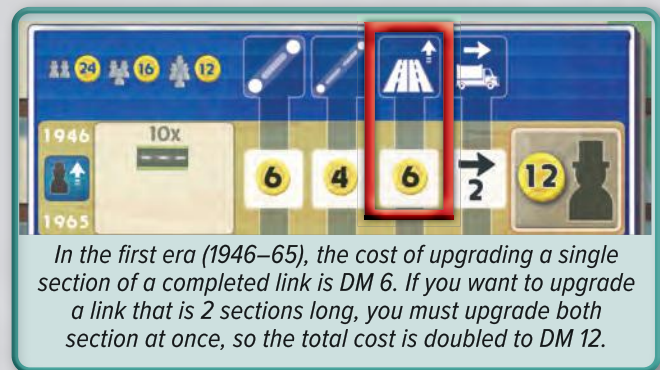 24 16 12
1946 10x
6 4 6 2 12
1965
In the first era (1946–65), the cost of upgrading a single
section of a completed link is DM 6. If you want to upgrade
a link that is 2 sections long, you must upgrade both
section at once, so the total cost is doubled to DM 12.